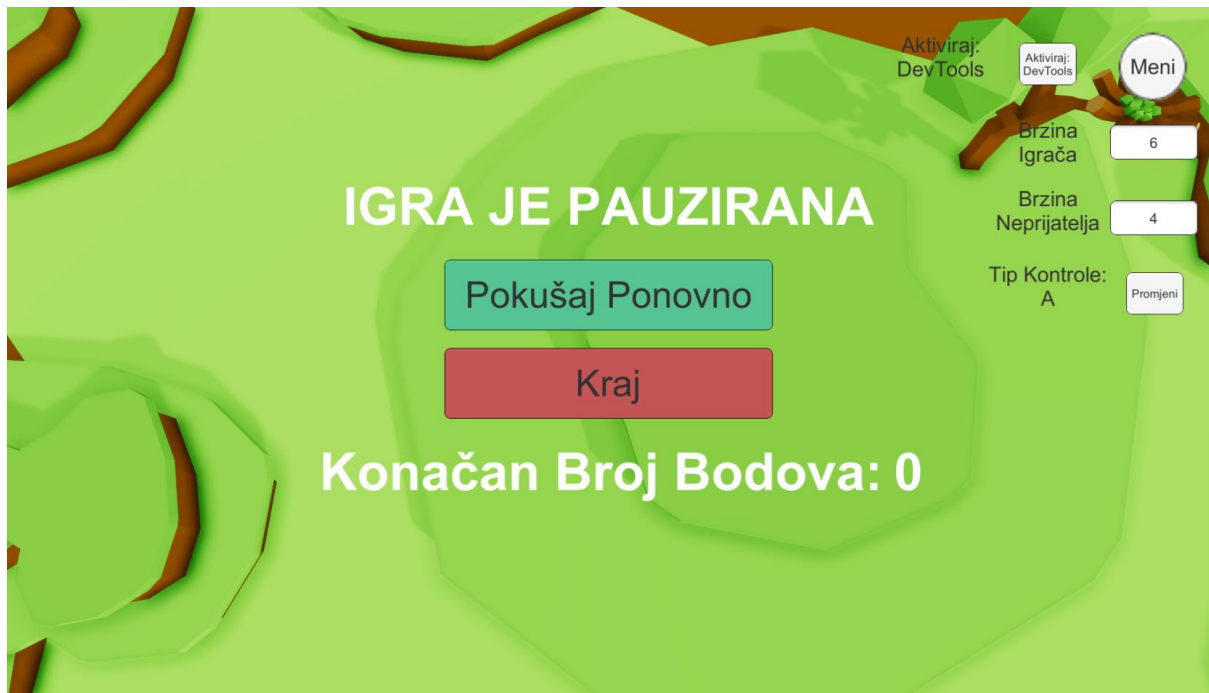 Aktiviraj:
DevTools
Aktiviraj:
DevTools
Meni
Brzina
Igrača
6
Brzina
Neprijatelja
4
Tip Kontrole:
A
Promjeni
IGRA JE PAUZIRANA
Pokušaj Ponovno
Kraj
Konačan Broj Bodova: 0